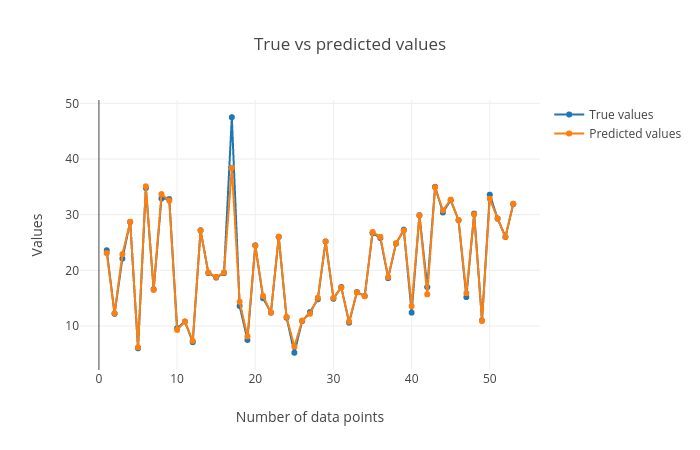 True vs predicted values
50
40
30
20
10
0 10 20 30 40 50
Values
Number of data points
True values
Predicted values